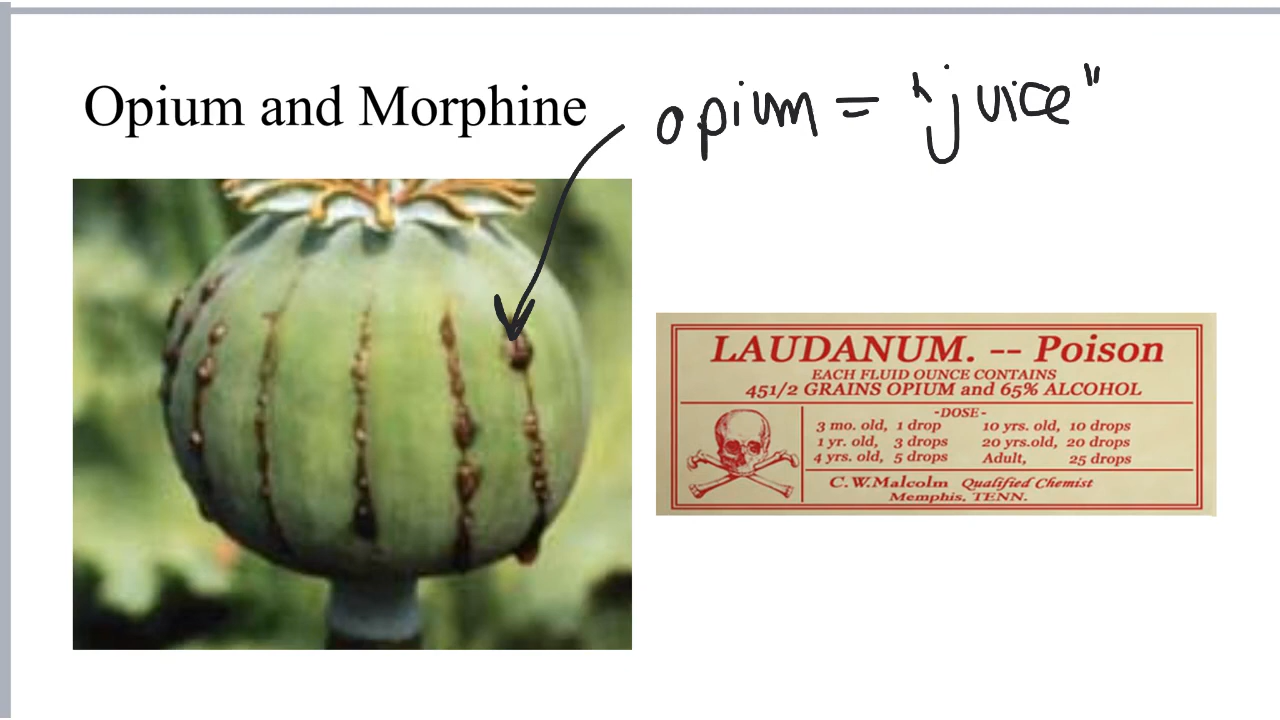 Opium and Morphine
opium = "juice"
LAUDANUM. -- Poison
EACH FLUID OUNCE CONTAINS
451/2 GRAINS OPIUM and 65% ALCOHOL
-DOSE-
3 mo. old, 1 drop 10 yrs. old, 10 drops
1 yr. old, 3 drops 20 yrs.old, 20 drops
4 yrs. old, 5 drops Adult, 25 drops
C.W.Malcolm Qualified Chemist
Memphis, TENN.